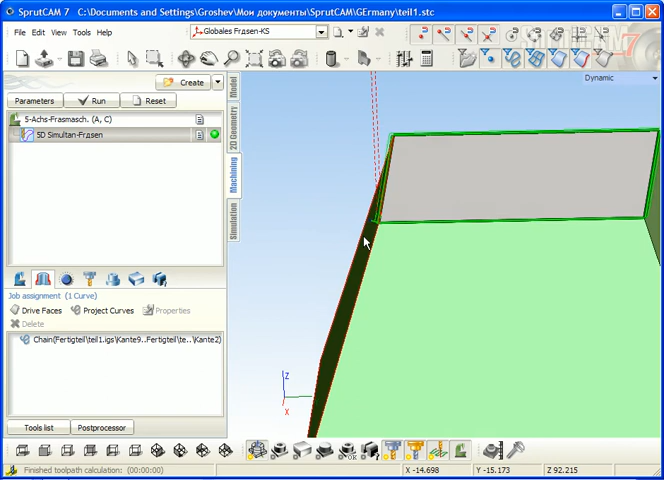 SprutCAM 7 - C:\Documents and Settings\Groshev\Мои документы\SprutCAM\GErmany\teil1.stc
File Edit View Tools Help
Globales Frдsen-KS
7
Create
Parameters Run Reset
5-Achs-Frasmasch. (A, C)
5D Simultan-Frдsen
Model
2D Geometry
Machining
Simulation
Dynamic
Job assignment (1 Curve)
Drive Faces Project Curves Properties
Delete
Chain(Fertigteil\teil1.igs\Kante9..Fertigteil\te..\Kante2)
Z
X
Tools list Postprocessor
OK
Finished toolpath calculation: (00:00:00) X -14.698 Y -15.173 Z 92.215